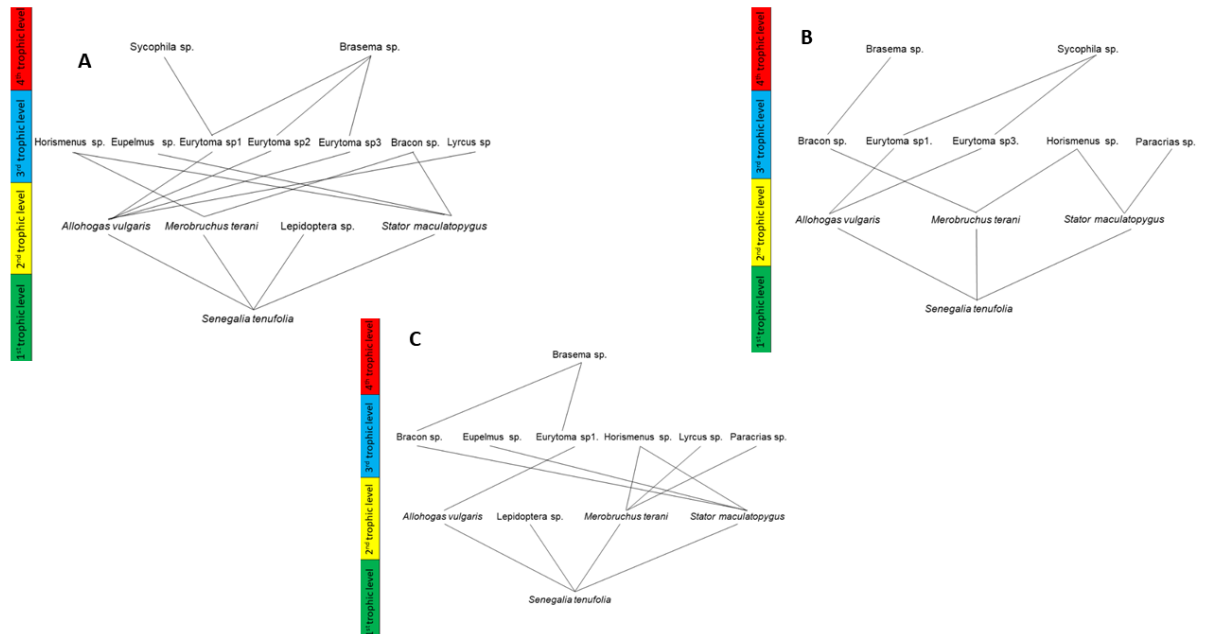 A
4th trophic level
3rd trophic level
2nd trophic level
1st trophic level
Sycophila sp.
Brasema sp.
Horismenus sp.
Eupelmus sp.
Eurytoma sp1
Eurytoma sp2
Eurytoma sp3
Bracon sp.
Lyrcus sp
Allohogas vulgaris
Merobruchus terani
Lepidoptera sp.
Stator maculatopygus
Senegalia tenufolia
B
4th trophic level
3rd trophic level
2nd trophic level
1st trophic level
Brasema sp.
Sycophila sp.
Bracon sp.
Eurytoma sp1.
Eurytoma sp3.
Horismenus sp.
Paracrias sp.
Allohogas vulgaris
Merobruchus terani
Stator maculatopygus
Senegalia tenufolia
C
4th trophic level
3rd trophic level
2nd trophic level
1st trophic level
Brasema sp.
Bracon sp.
Eupelmus sp.
Eurytoma sp1.
Horismenus sp.
Lyrcus sp.
Paracrias sp.
Allohogas vulgaris
Lepidoptera sp.
Merobruchus terani
Stator maculatopygus
Senegalia tenufolia